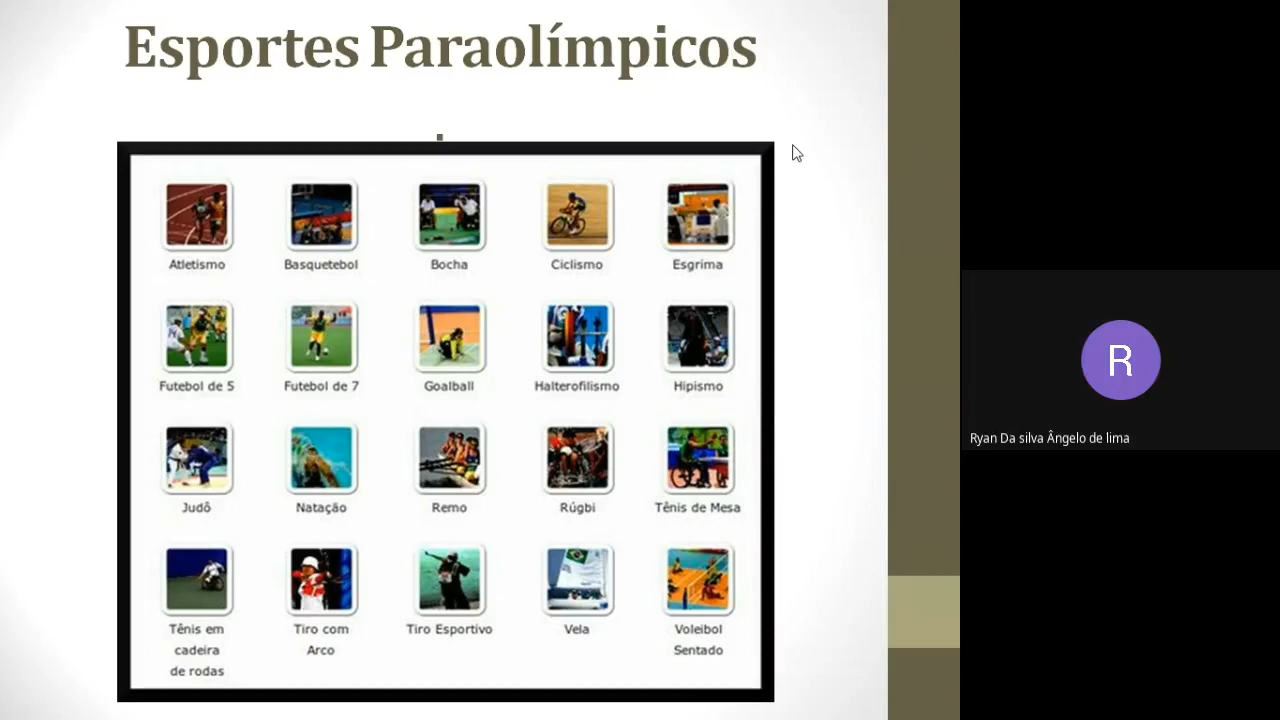 Esportes Paraolímpicos
Atletismo
Basquetebol
Bocha
Ciclismo
Esgrima
Futebol de 5
Futebol de 7
Goalball
Halterofilismo
Hipismo
Judô
Natação
Remo
Rúgbi
Tênis de Mesa
Tênis em
cadeira
de rodas
Tiro com
Arco
Tiro Esportivo
Vela
Voleibol
Sentado
R
Ryan Da silva Ângelo de lima